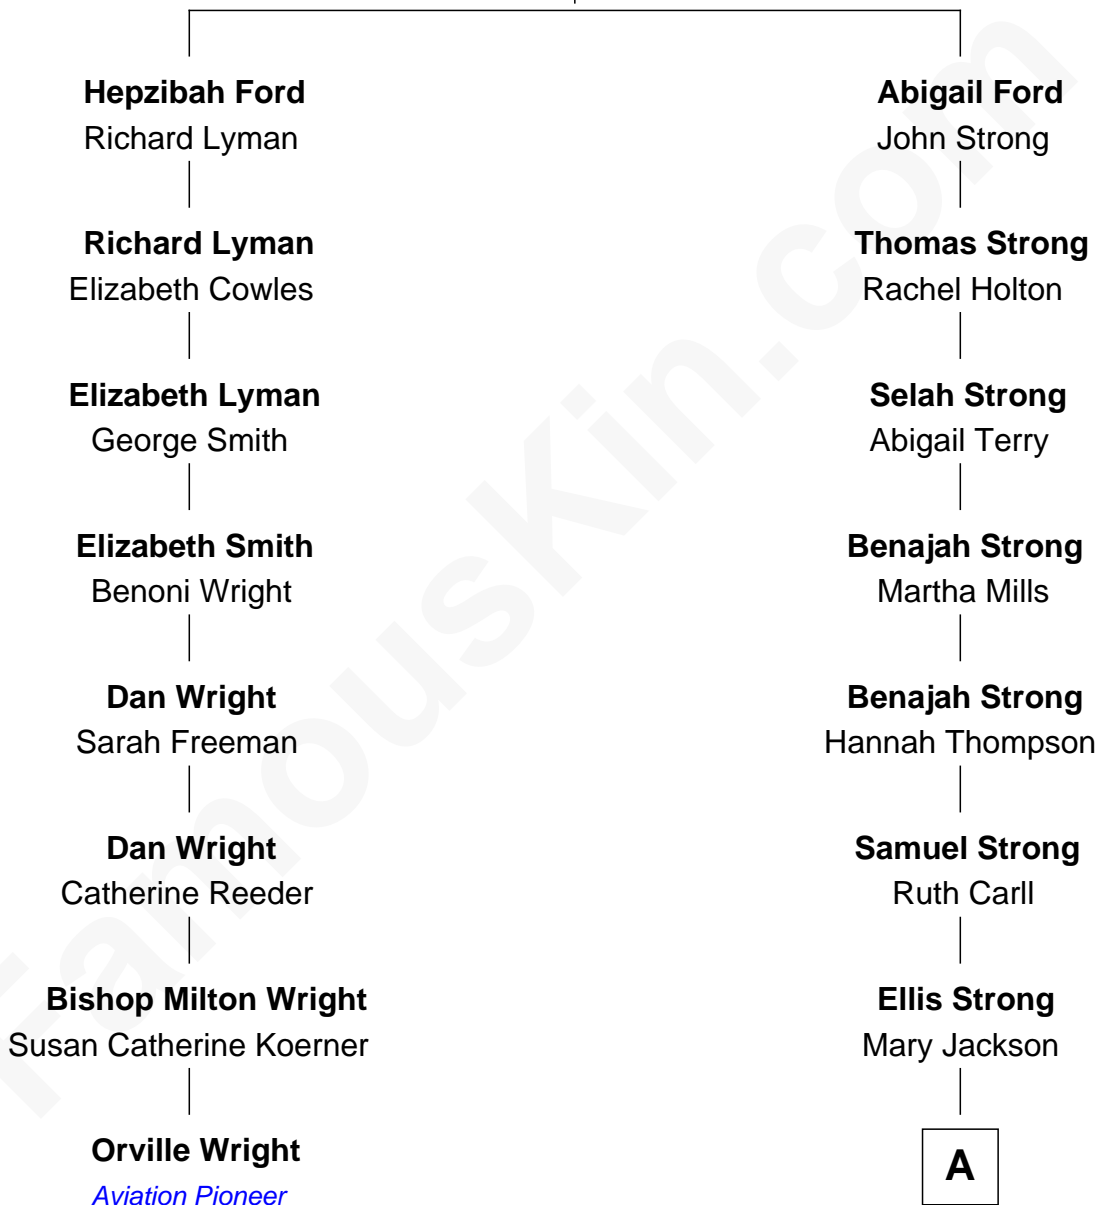 Hepzibah Ford
Richard Lyman
Richard Lyman
Elizabeth Cowles
Elizabeth Lyman
George Smith
Elizabeth Smith
Benoni Wright
Dan Wright
Sarah Freeman
Dan Wright
Catherine Reeder
Bishop Milton Wright
Susan Catherine Koerner
Orville Wright
Aviation Pioneer
Abigail Ford
John Strong
Thomas Strong
Rachel Holton
Selah Strong
Abigail Terry
Benajah Strong
Martha Mills
Benajah Strong
Hannah Thompson
Samuel Strong
Ruth Carll
Ellis Strong
Mary Jackson
A
FamousKin.com